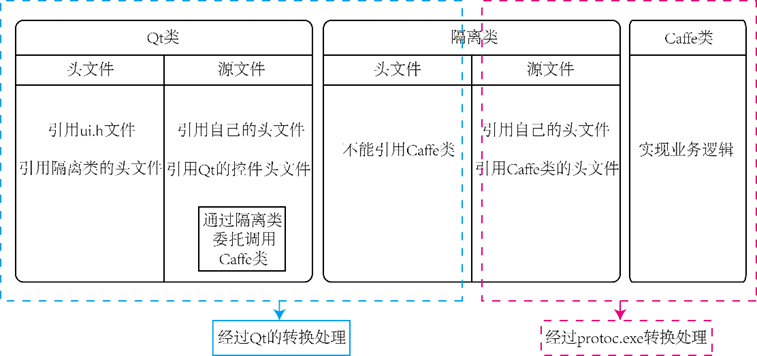 Qt类
隔离类
Caffe类
头文件
源文件
头文件
源文件
引用ui.h文件
引用隔离类的头文件
引用自己的头文件
引用Qt的控件头文件
通过隔离类
委托调用
Caffe类
不能引用Caffe类
引用自己的头文件
引用Caffe类的头文件
实现业务逻辑
经过Qt的转换处理
经过protoc.exe转换处理